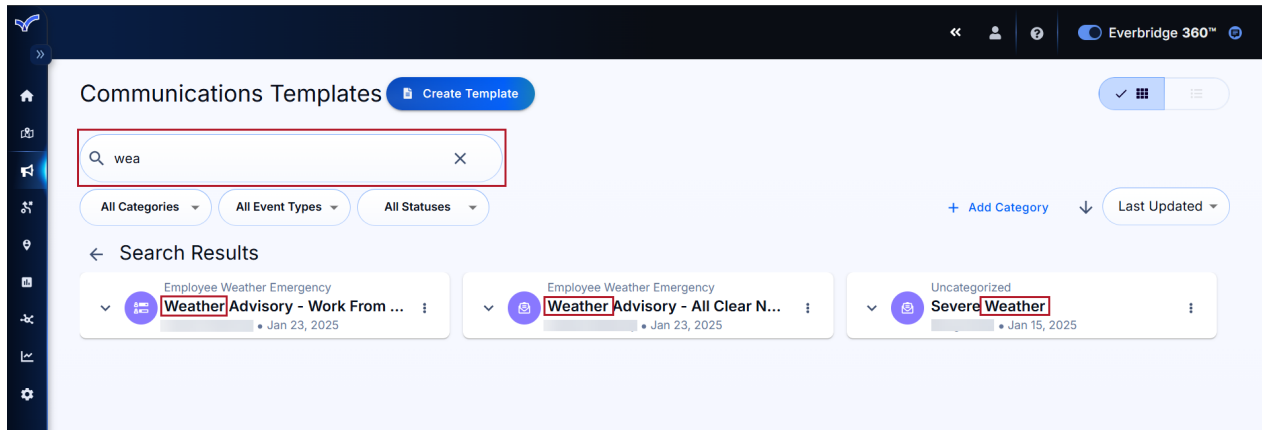 Everbridge 360™
Communications Templates Create Template
wea
All Categories All Event Types All Statuses + Add Category Last Updated
Search Results
Employee Weather Emergency Employee Weather Emergency Uncategorized
Weather Advisory - Work From ... Weather Advisory - All Clear N... Severe Weather
• Jan 23, 2025 • Jan 23, 2025 • Jan 15, 2025